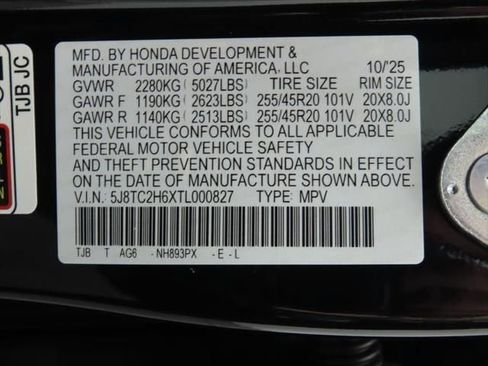 TJB JC
MFD. BY HONDA DEVELOPMENT &
MANUFACTURING OF AMERICA, LLC 10/'25
GVWR 2280KG (5027LBS) TIRE SIZE RIM SIZE
GAWR F 1190KG (2623LBS) 255/45R20 101V 20X8.0J
GAWR R 1140KG (2513LBS) 255/45R20 101V 20X8.0J
THIS VEHICLE CONFORMS TO ALL APPLICABLE
FEDERAL MOTOR VEHICLE SAFETY
AND THEFT PREVENTION STANDARDS IN EFFECT
ON THE DATE OF MANUFACTURE SHOWN ABOVE.
V.I.N.: 5J8TC2H6XTL000827 TYPE: MPV
TJB T AG6 -NH893PX -E-L